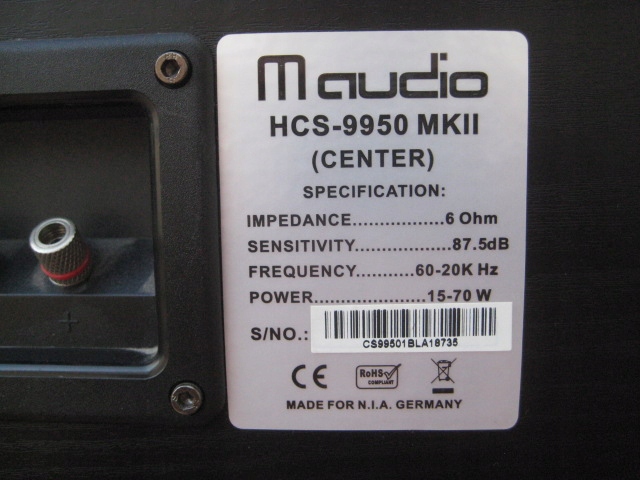 m audio
HCS-9950 MKII
(CENTER)
SPECIFICATION:
IMPEDANCE.................6 Ohm
SENSITIVITY..................87.5dB
FREQUENCY..........60-20K Hz
POWER.....................15-70 W
S/NO.:
CS99501BLA18735
CE
RoHS
COMPLIANT
MADE FOR N.I.A. GERMANY
+